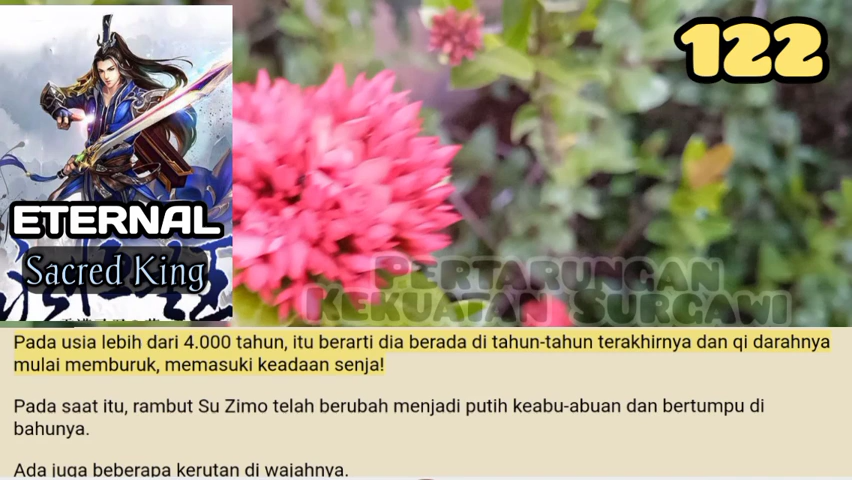 122
ETERNAL
Sacred King
PERTARUNGAN
KEKUATAN SURGAWI
Pada usia lebih dari 4.000 tahun, itu berarti dia berada di tahun-tahun terakhirnya dan qi darahnya
mulai memburuk, memasuki keadaan senja!
Pada saat itu, rambut Su Zimo telah berubah menjadi putih keabu-abuan dan bertumpu di
bahunya.
Ada juga beberapa kerutan di wajahnya.